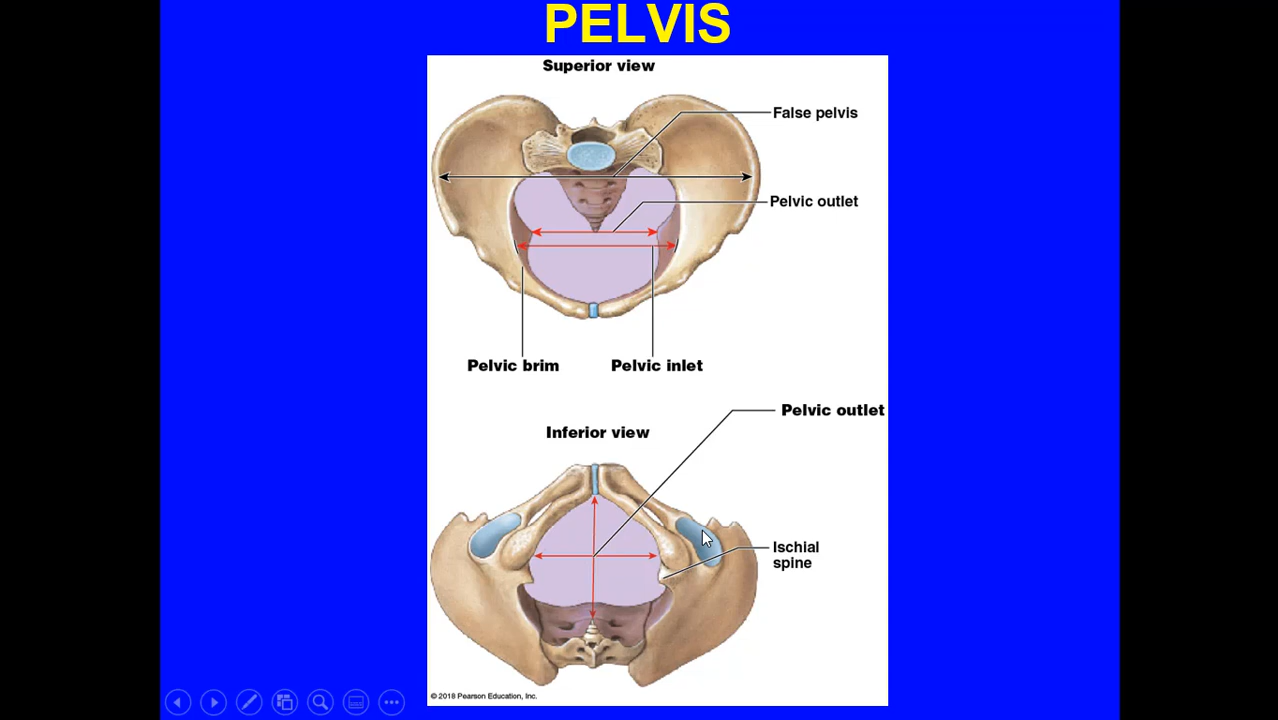 PELVIS
Superior view
False pelvis
Pelvic outlet
Pelvic brim
Pelvic inlet
Pelvic outlet
Inferior view
Ischial
spine
© 2018 Pearson Education, Inc.